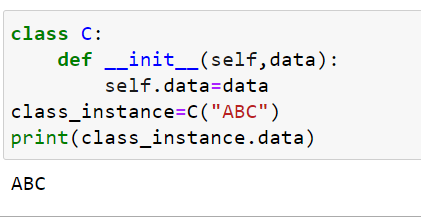 class C:
    def __init__(self,data):
        self.data=data
class_instance=C("ABC")
print(class_instance.data)
ABC